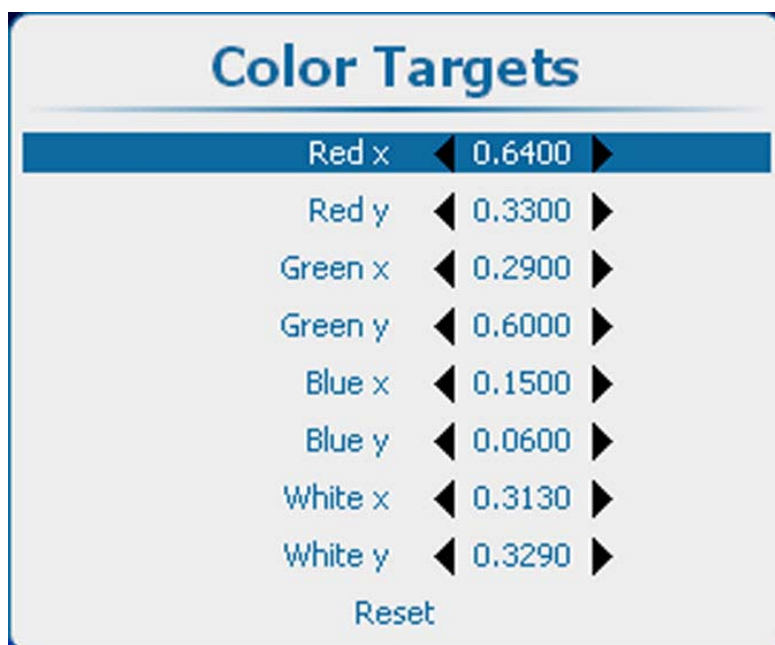 Color Targets
Red x 0.6400
Red y 0.3300
Green x 0.2900
Green y 0.6000
Blue x 0.1500
Blue y 0.0600
White x 0.3130
White y 0.3290
Reset